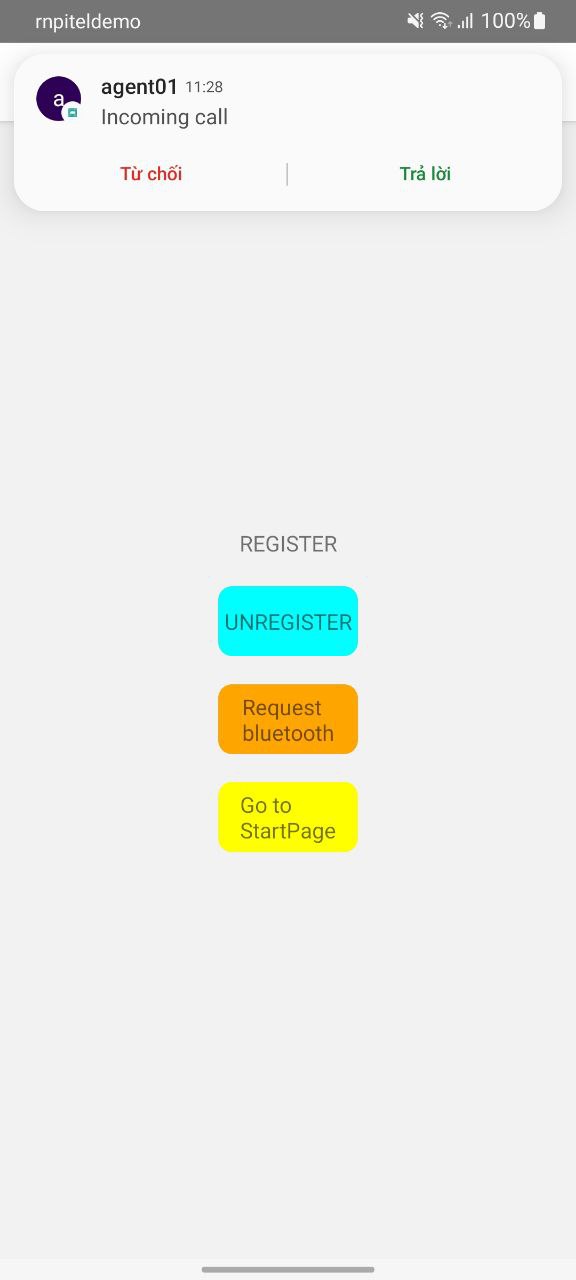 rnpiteldemo 100%
a agent01 11:28
Incoming call
Từ chối Trả lời
REGISTER
UNREGISTER
Request
bluetooth
Go to
StartPage